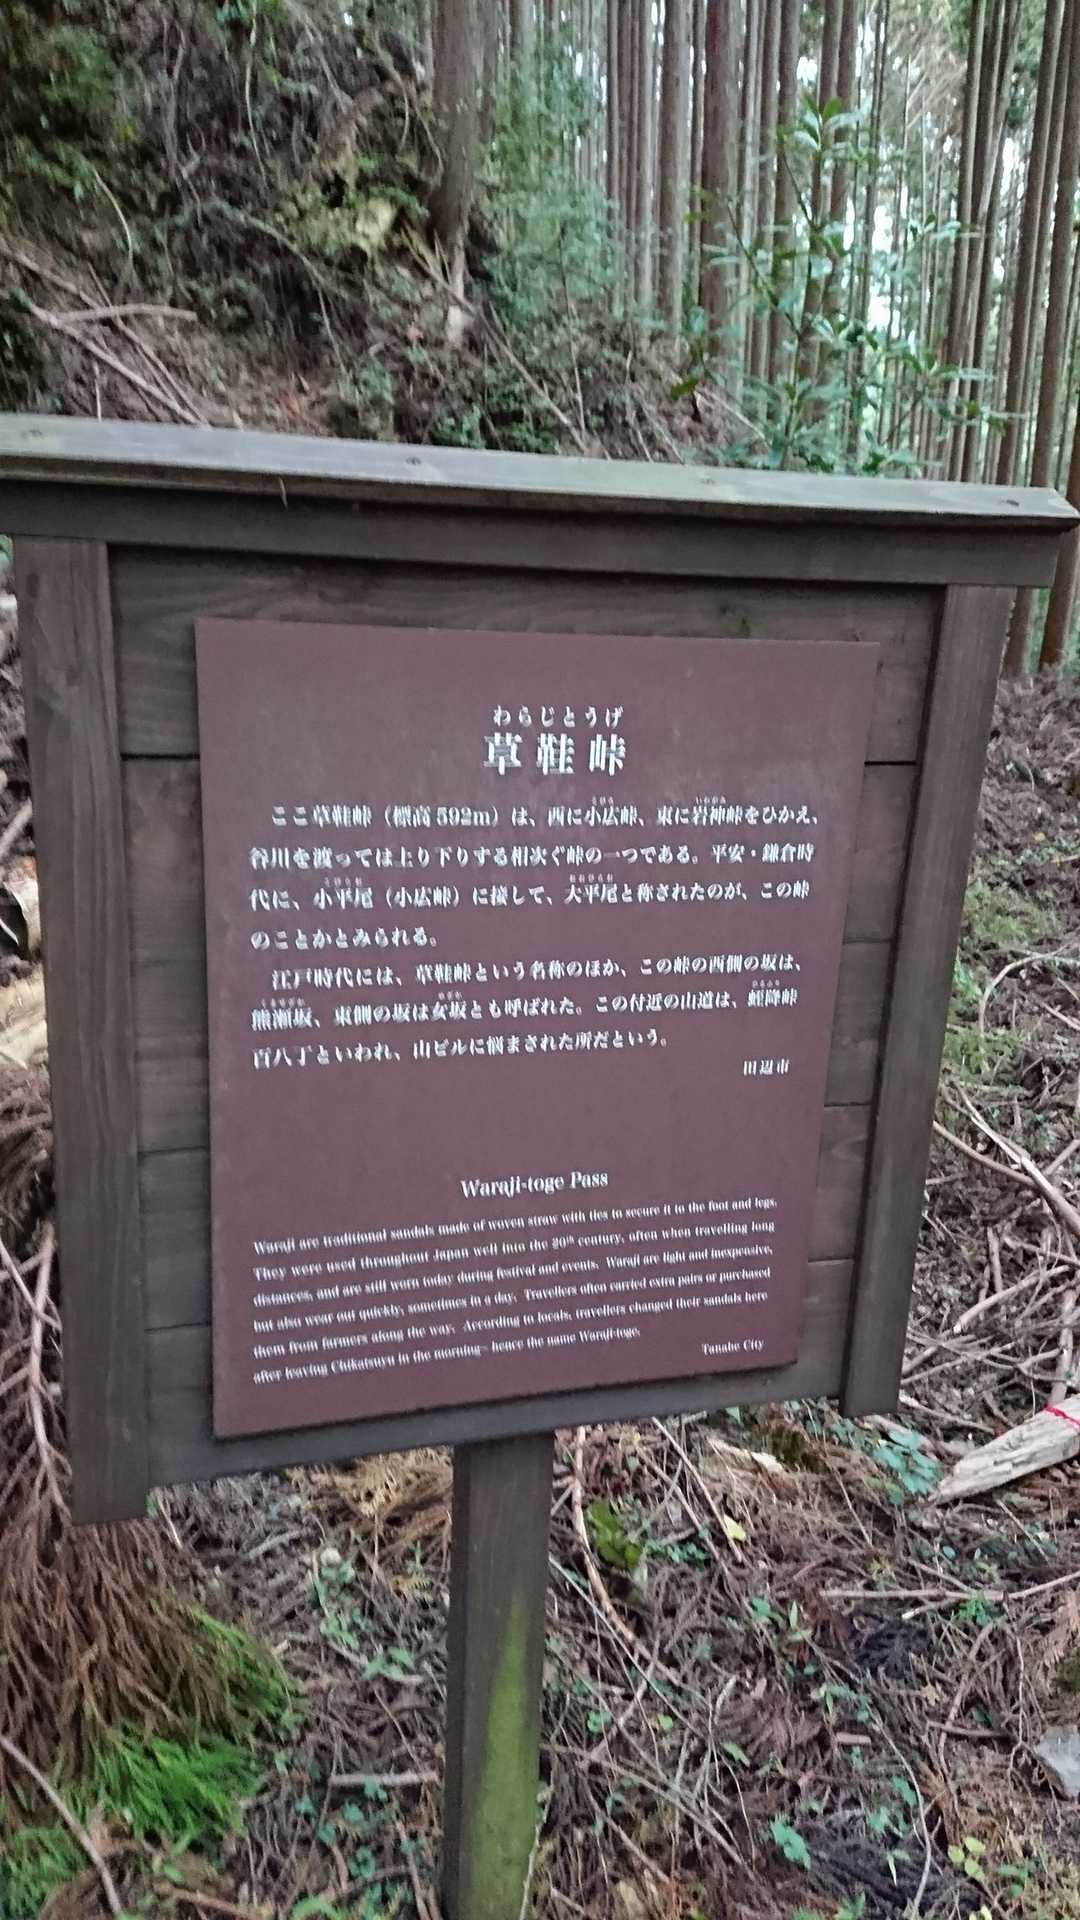 わらじとうげ
草鞋峠
ここ草鞋峠（標高592m）は、西に小広峠、東に岩神峠をひかえ、
谷川を渡っては上り下りする相次ぐ峠の一つである。平安・鎌倉時
代に、小平尾（小広峠）に接して、大平尾と称されたのが、この峠
のことかとみられる。
江戸時代には、草鞋峠という名称のほか、この峠の西側の坂は、
熊瀬坂、東側の坂は女坂とも呼ばれた。この付近の山道は、蛭降峠
百八丁といわれ、山ビルに悩まされた所だという。
田辺市
Waraji-toge Pass
Waraji are traditional sandals made of woven straw with ties to secure it to the foot and legs.
They were used throughout Japan well into the 20th century, often when travelling long
distances, and are still worn today during festival and events. Waraji are light and inexpensive,
but also wear out quickly, sometimes in a day. Travellers often carried extra pairs or purchased
them from farmers along the way. According to locals, travellers changed their sandals here
after leaving Chikatsuyu in the morning– hence the name Waraji-toge.
Tanabe City